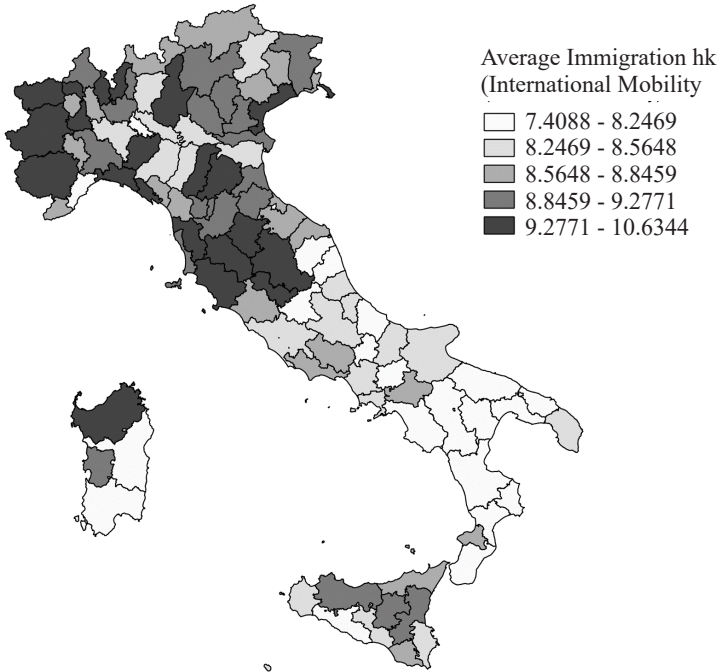 Average Immigration hk
(International Mobility
7.4088 - 8.2469
8.2469 - 8.5648
8.5648 - 8.8459
8.8459 - 9.2771
9.2771 - 10.6344